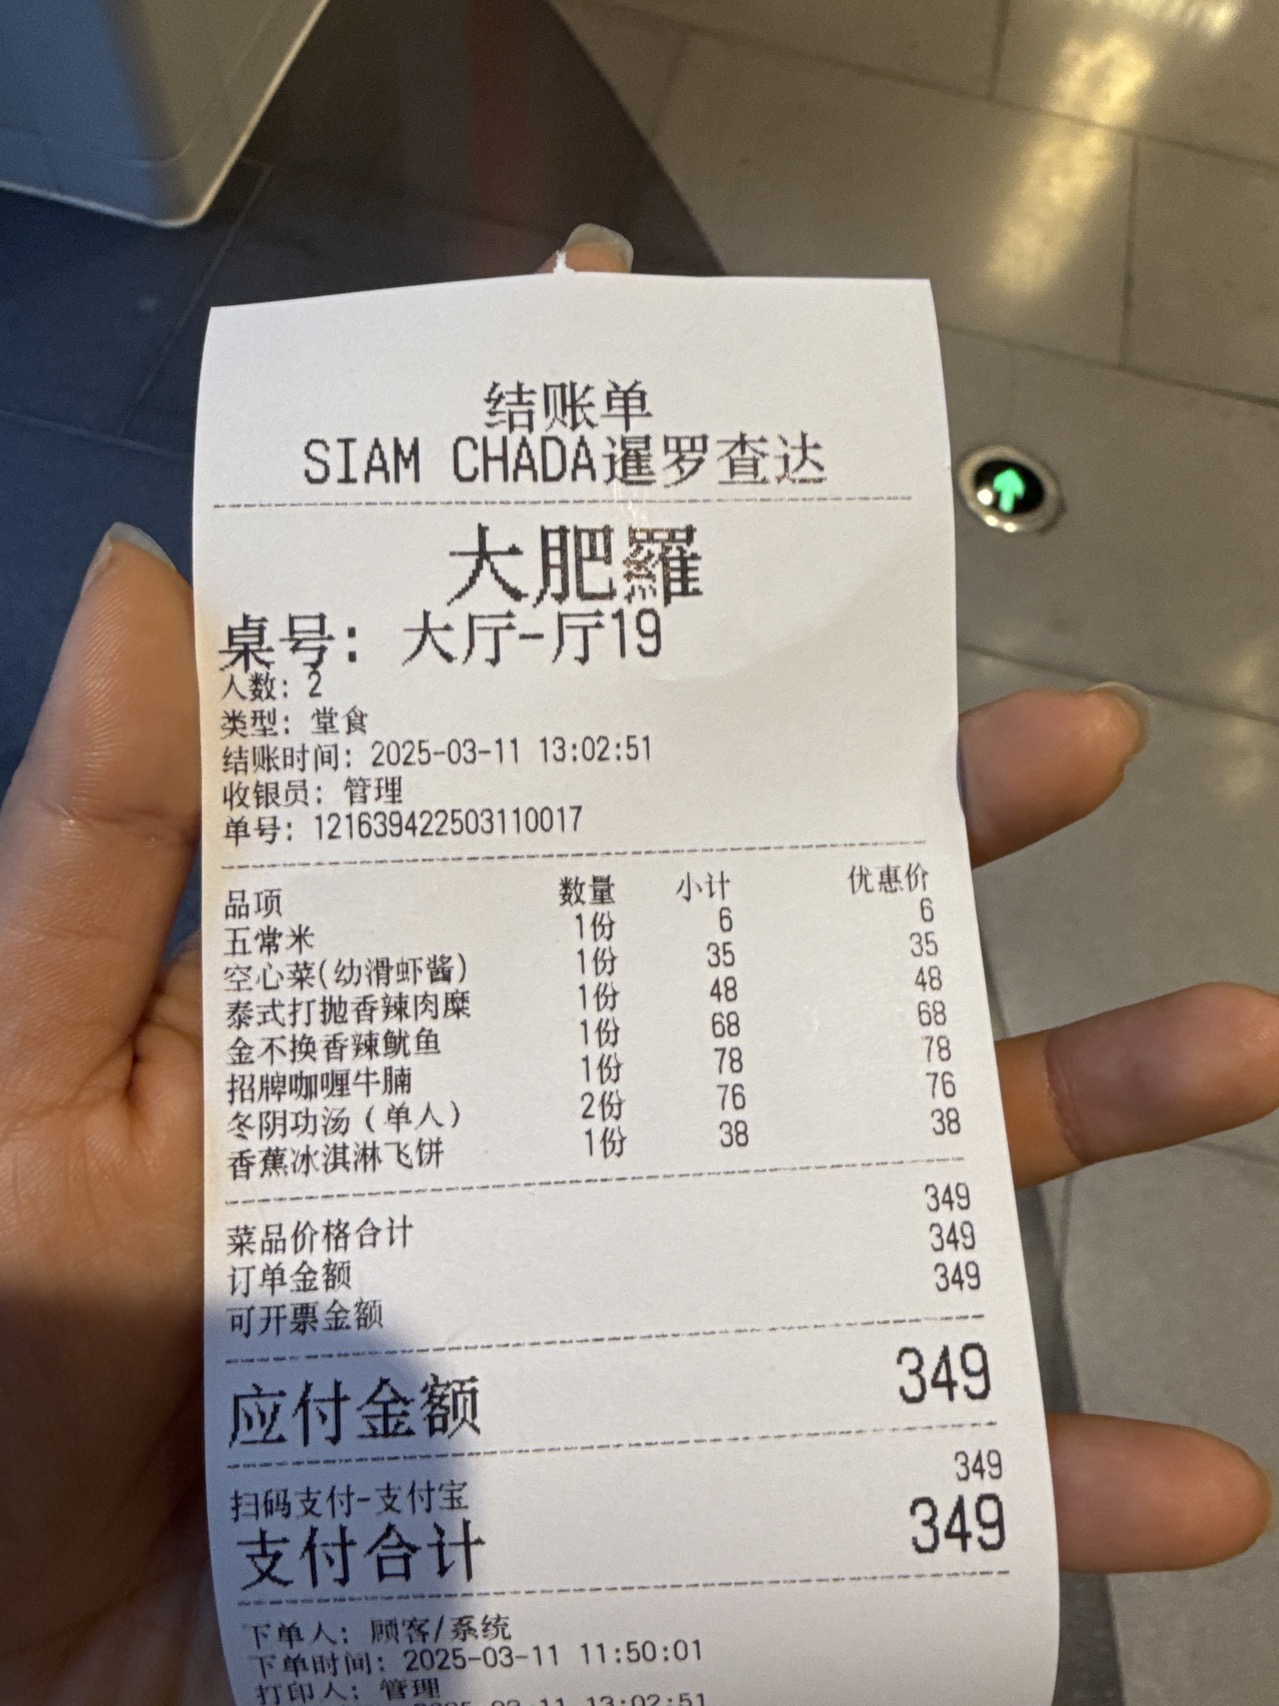 结账单
SIAM CHADA暹罗查达
大肥羅
桌号: 大厅-厅19
人数: 2
类型: 堂食
结账时间: 2025-03-11 13:02:51
收银员: 管理
单号: 121639422503110017
品项 数量 小计 优惠价
五常米 1份 6 6
空心菜(幼滑虾酱) 1份 35 35
泰式打抛香辣肉糜 1份 48 48
金不换香辣鱿鱼 1份 68 68
招牌咖喱牛腩 1份 78 78
冬阴功汤(单人) 2份 76 76
香蕉冰淇淋飞饼 1份 38 38
菜品价格合计 349
订单金额 349
可开票金额 349
应付金额 349
扫码支付-支付宝 349
支付合计 349
下单人: 顾客/系统
下单时间: 2025-03-11 11:50:01
打印人: 管理
2025-03-11 13:02:51